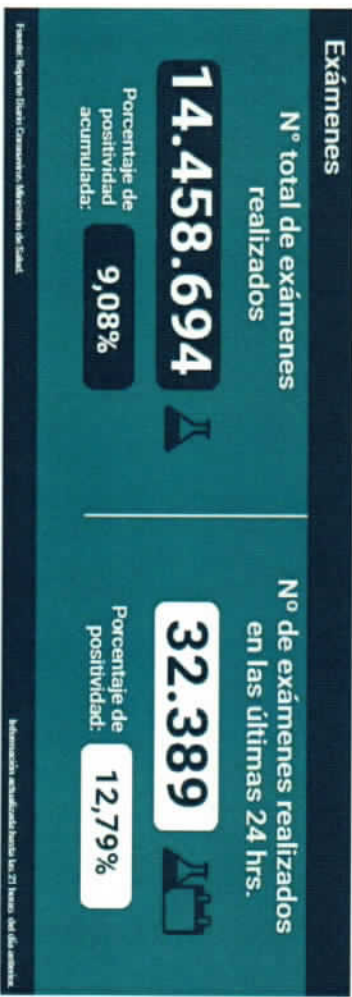 Exámenes
N° total de exámenes
realizados
14.458.694
Porcentaje de
positividad
acumulada:
9,08%
Nº de exámenes realizados
en las últimas 24 hrs.
32.389
Porcentaje de
positividad:
12,79%
Fuente: Reporte Diario Coronavirus. Ministerio de Salud.
Información actualizada hasta las 21 horas del día anterior.